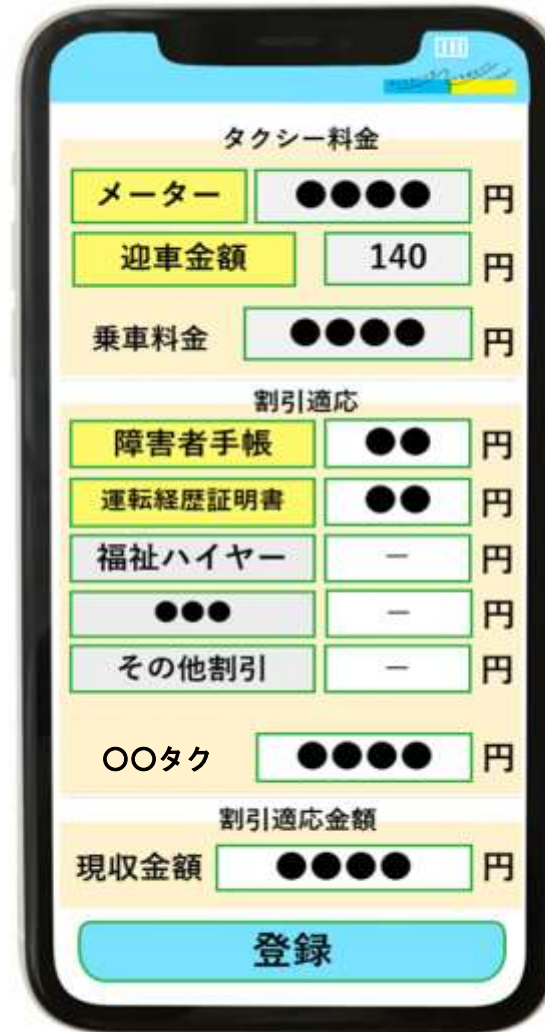 タクシー料金
メーター ●●●● 円
迎車金額 140 円
乗車料金 ●●●● 円
割引適応
障害者手帳 ●● 円
運転経歴証明書 ●● 円
福祉ハイヤー － 円
●●● － 円
その他割引 － 円
〇〇タク ●●●● 円
割引適応金額
現収金額 ●●●● 円
登録